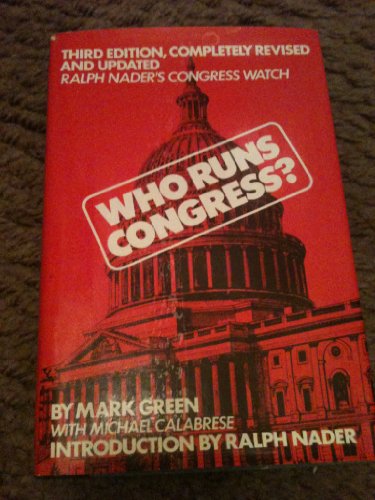 THIRD EDITION, COMPLETELY REVISED
AND UPDATED
RALPH NADER'S CONGRESS WATCH
WHO RUNS
CONGRESS?
BY MARK GREEN
WITH MICHAEL CALABRESE
INTRODUCTION BY RALPH NADER